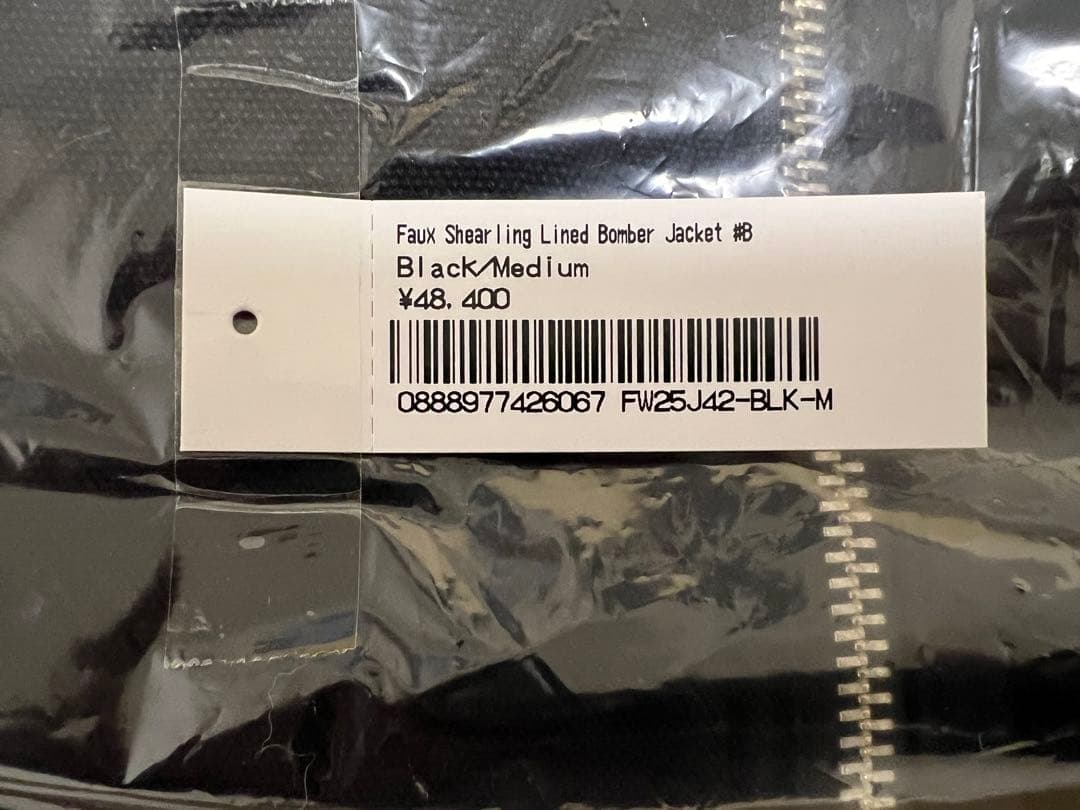 Faux Shearling Lined Bomber Jacket #B
Black/Medium
¥48,400
0888977426067 FW25J42-BLK-M